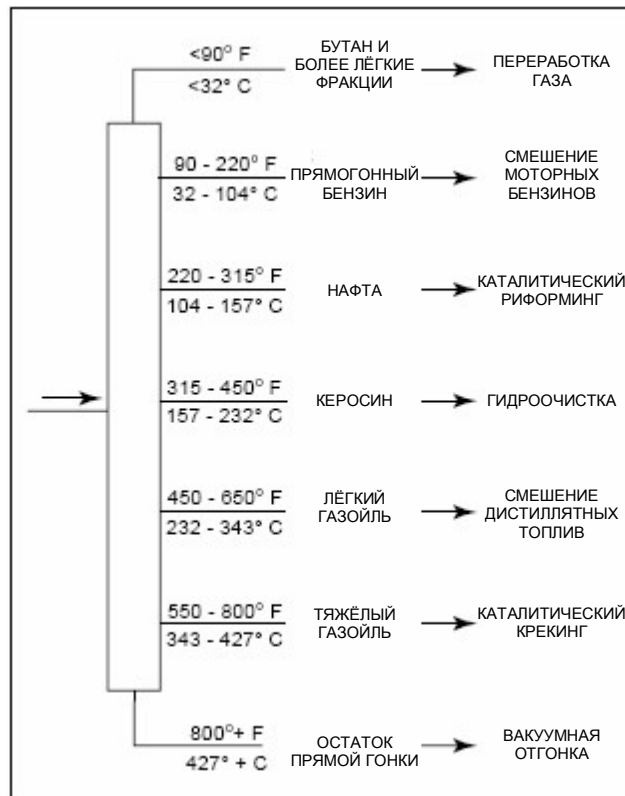 <90° F
<32° C
БУТАН И
БОЛЕЕ ЛЁГКИЕ
ФРАКЦИИ
ПЕРЕРАБОТКА
ГАЗА
90 - 220° F
32 - 104° C
ПРЯМОГОННЫЙ
БЕНЗИН
СМЕШЕНИЕ
МОТОРНЫХ
БЕНЗИНОВ
220 - 315° F
104 - 157° C
НАФТА
КАТАЛИТИЧЕСКИЙ
РИФОРМИНГ
315 - 450° F
157 - 232° C
КЕРОСИН
ГИДРООЧИСТКА
450 - 650° F
232 - 343° C
ЛЁГКИЙ
ГАЗОЙЛЬ
СМЕШЕНИЕ
ДИСТИЛЛЯТНЫХ
ТОПЛИВ
550 - 800° F
343 - 427° C
ТЯЖЁЛЫЙ
ГАЗОЙЛЬ
КАТАЛИТИЧЕСКИЙ
КРЕКИНГ
800°+ F
427° + C
ОСТАТОК
ПРЯМОЙ ГОНКИ
ВАКУУМНАЯ
ОТГОНКА